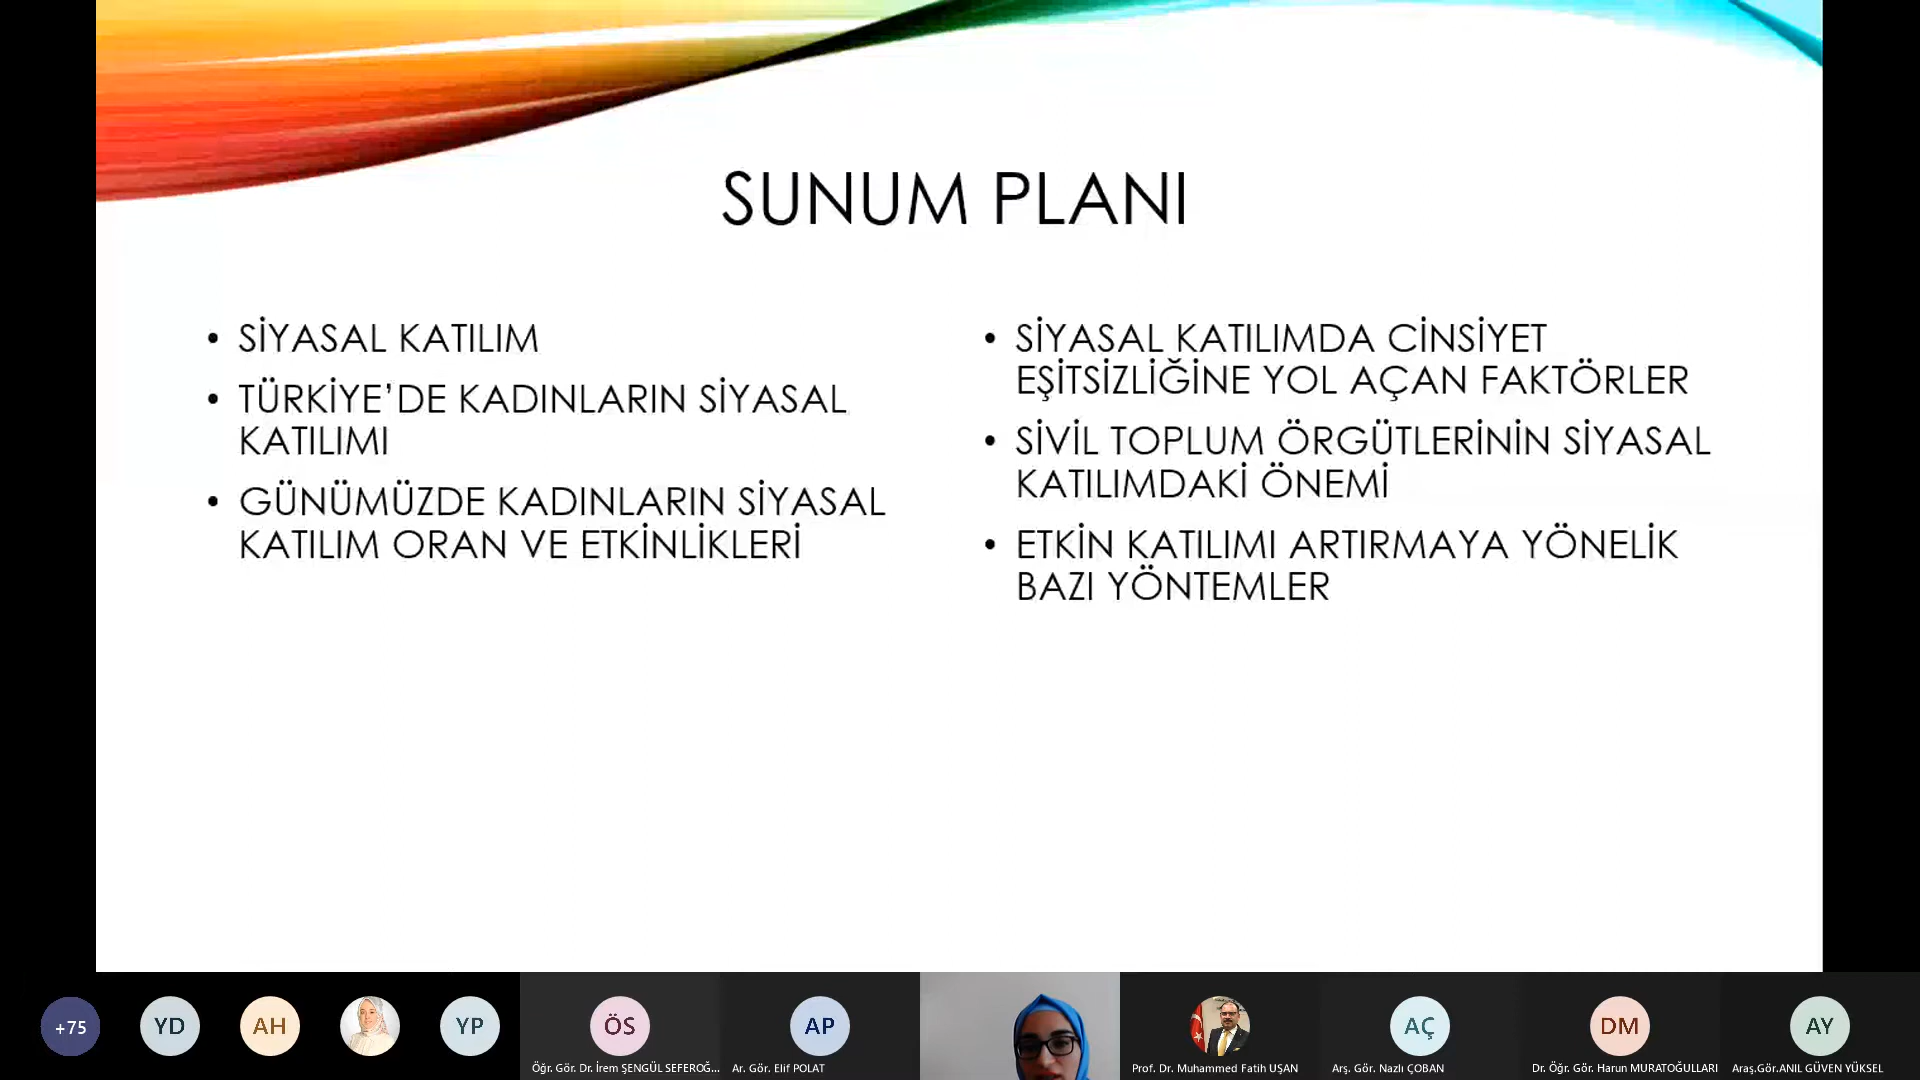 SUNUM PLANI
• SİYASAL KATILIM
• TÜRKİYE’DE KADINLARIN SİYASAL
KATILIMI
• GÜNÜMÜZDE KADINLARIN SİYASAL
KATILIM ORAN VE ETKİNLİKLERİ
• SİYASAL KATILIMDA CİNSİYET
EŞİTSİZLİĞİNE YOL AÇAN FAKTÖRLER
• SİVİL TOPLUM ÖRGÜTLERİNİN SİYASAL
KATILIMDAKİ ÖNEMİ
• ETKİN KATILIMI ARTIRMAYA YÖNELİK
BAZI YÖNTEMLER
+75
YD
AH
YP
ÖS
AP
AÇ
DM
AY
Öğr. Gör. Dr. İrem ŞENGÜL SEFEROĞ...
Ar. Gör. Elif POLAT
Prof. Dr. Muhammed Fatih UŞAN
Arş. Gör. Nazlı ÇOBAN
Dr. Öğr. Gör. Harun MURATOĞULLARI
Araş.Gör.ANIL GÜVEN YÜKSEL